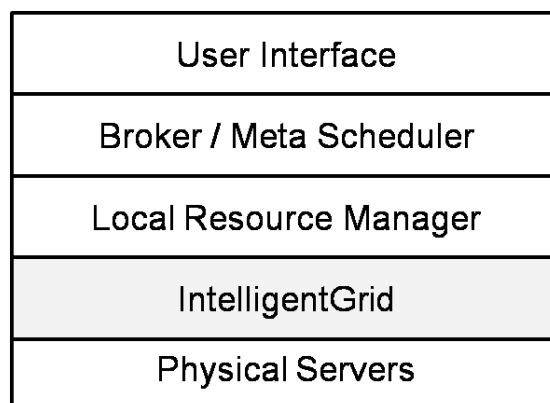 User Interface
Broker / Meta Scheduler
Local Resource Manager
IntelligentGrid
Physical Servers